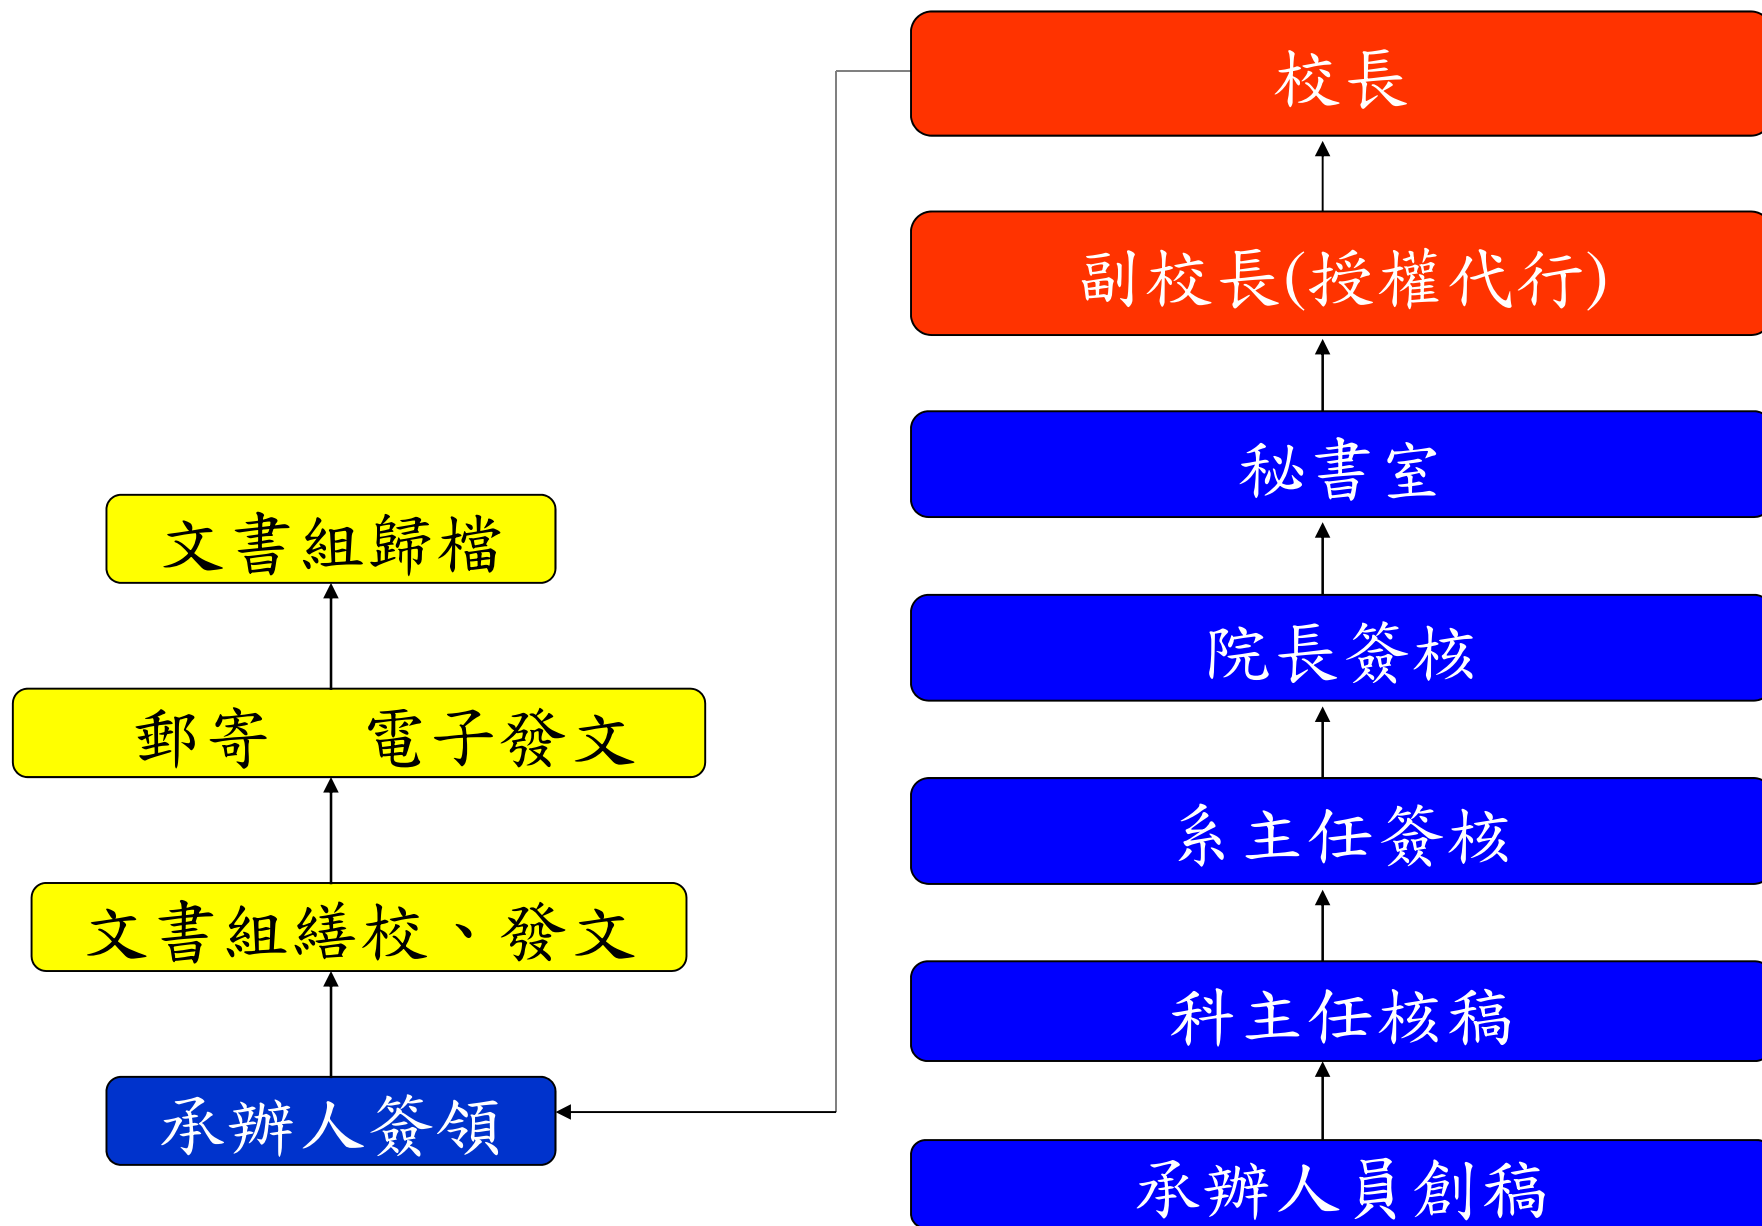 校長
副校長(授權代行)
秘書室
院長簽核
系主任簽核
科主任核稿
承辦人員創稿
文書組歸檔
郵寄 電子發文
文書組繕校、發文
承辦人簽領